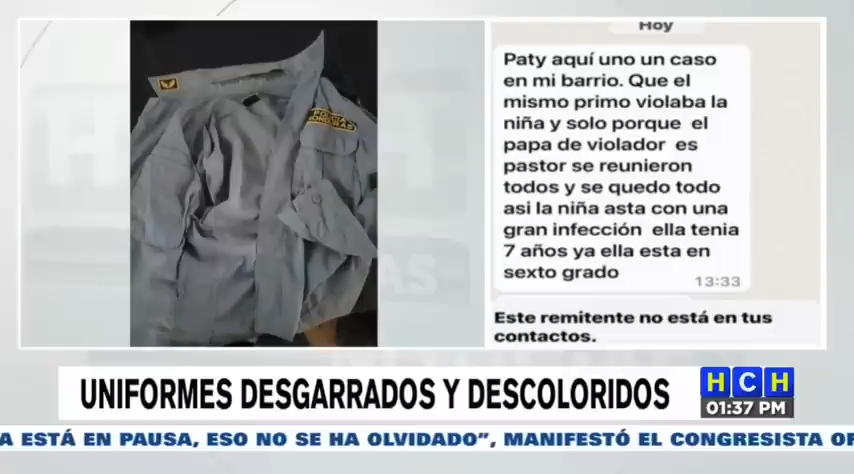 POLICIA
HONDURAS
Hoy
Paty aquí uno un caso
en mi barrio. Que el
mismo primo violaba la
niña y solo porque el
papa de violador es
pastor se reunieron
todos y se quedo todo
asi la niña asta con una
gran infección ella tenia
7 años ya ella esta en
sexto grado
13:33
Este remitente no está en tus
contactos.
UNIFORMES DESGARRADOS Y DESCOLORIDOS
HCH
01:37 PM
A ESTÁ EN PAUSA, ESO NO SE HA OLVIDADO”, MANIFESTÓ EL CONGRESISTA OF